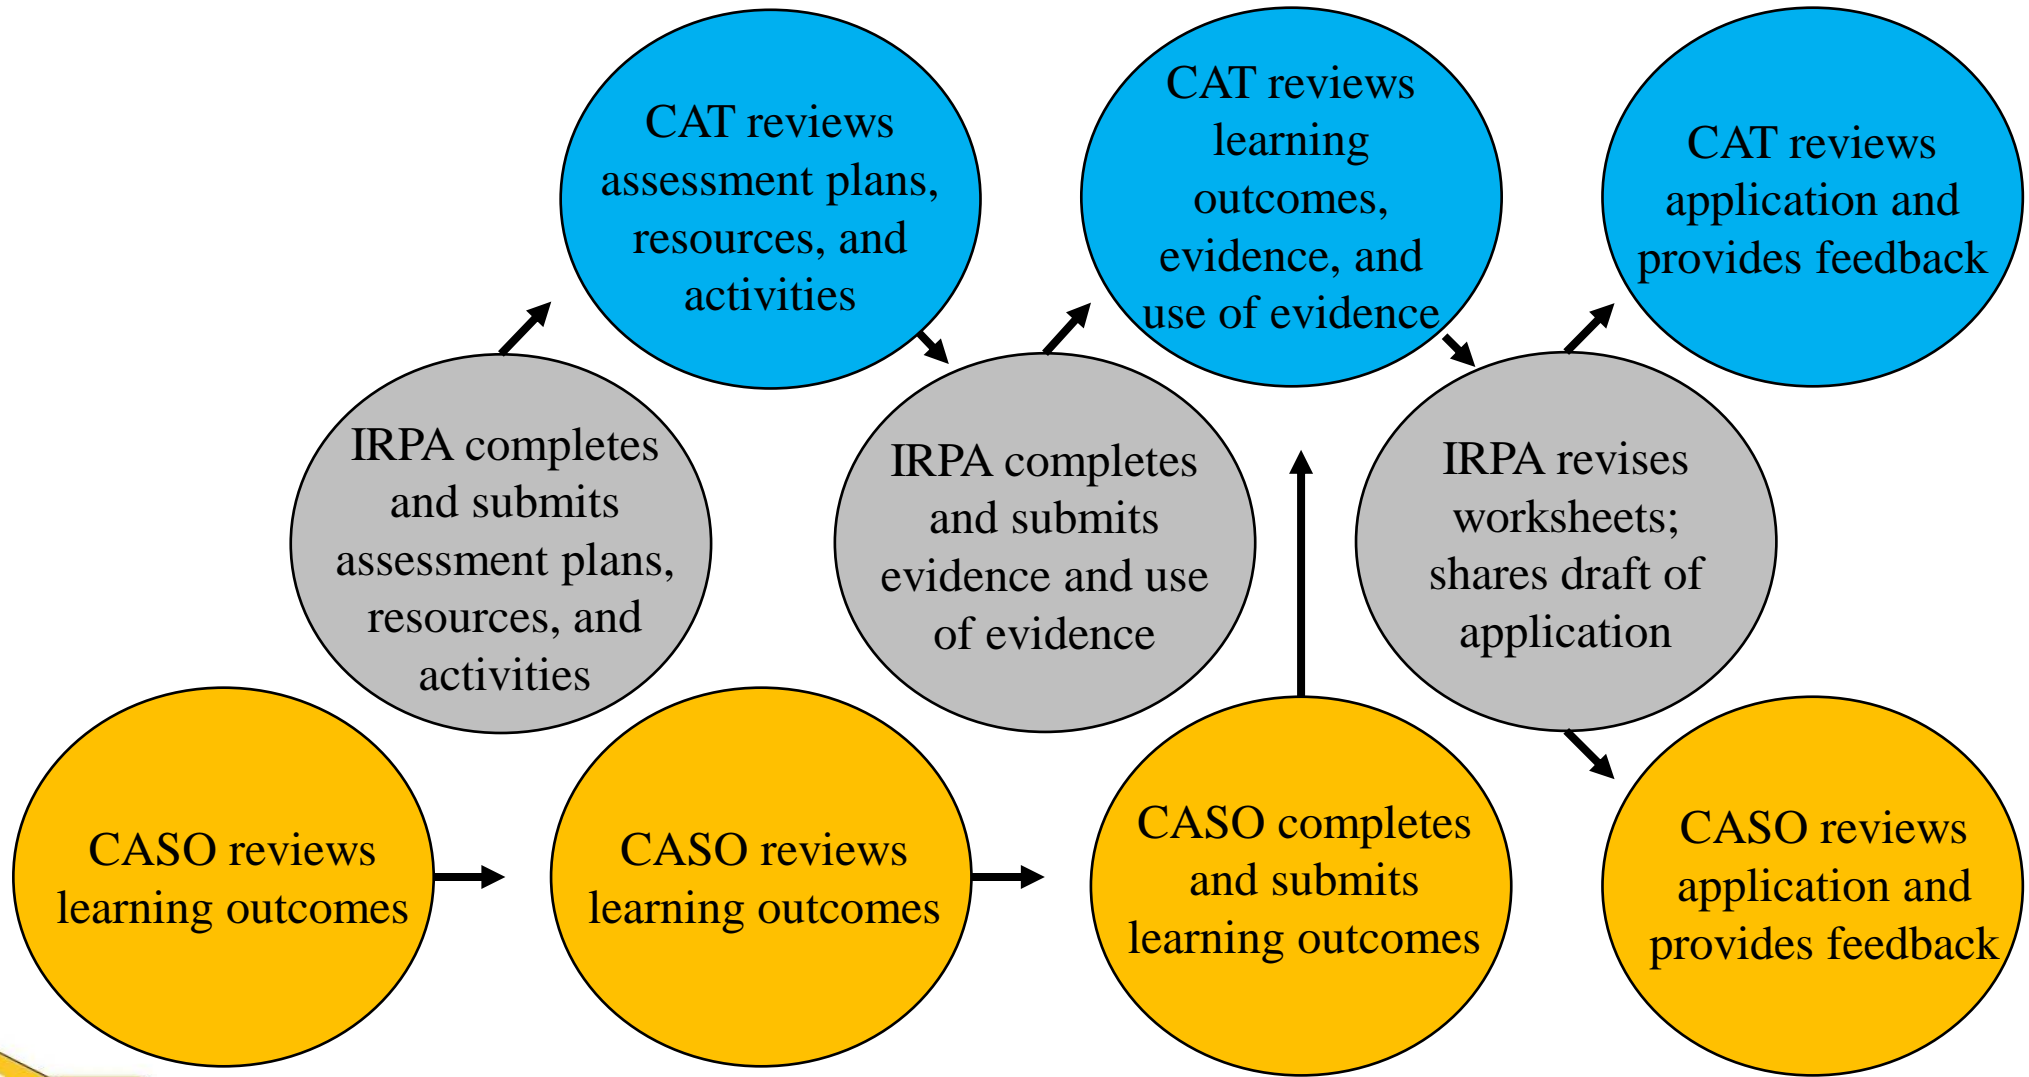 CAT reviews
assessment plans,
resources, and
activities
CAT reviews
learning
outcomes,
evidence, and
use of evidence
CAT reviews
application and
provides feedback
IRPA completes
and submits
assessment plans,
resources, and
activities
IRPA completes
and submits
evidence and use
of evidence
IRPA revises
worksheets;
shares draft of
application
CASO reviews
learning outcomes
CASO reviews
learning outcomes
CASO completes
and submits
learning outcomes
CASO reviews
application and
provides feedback